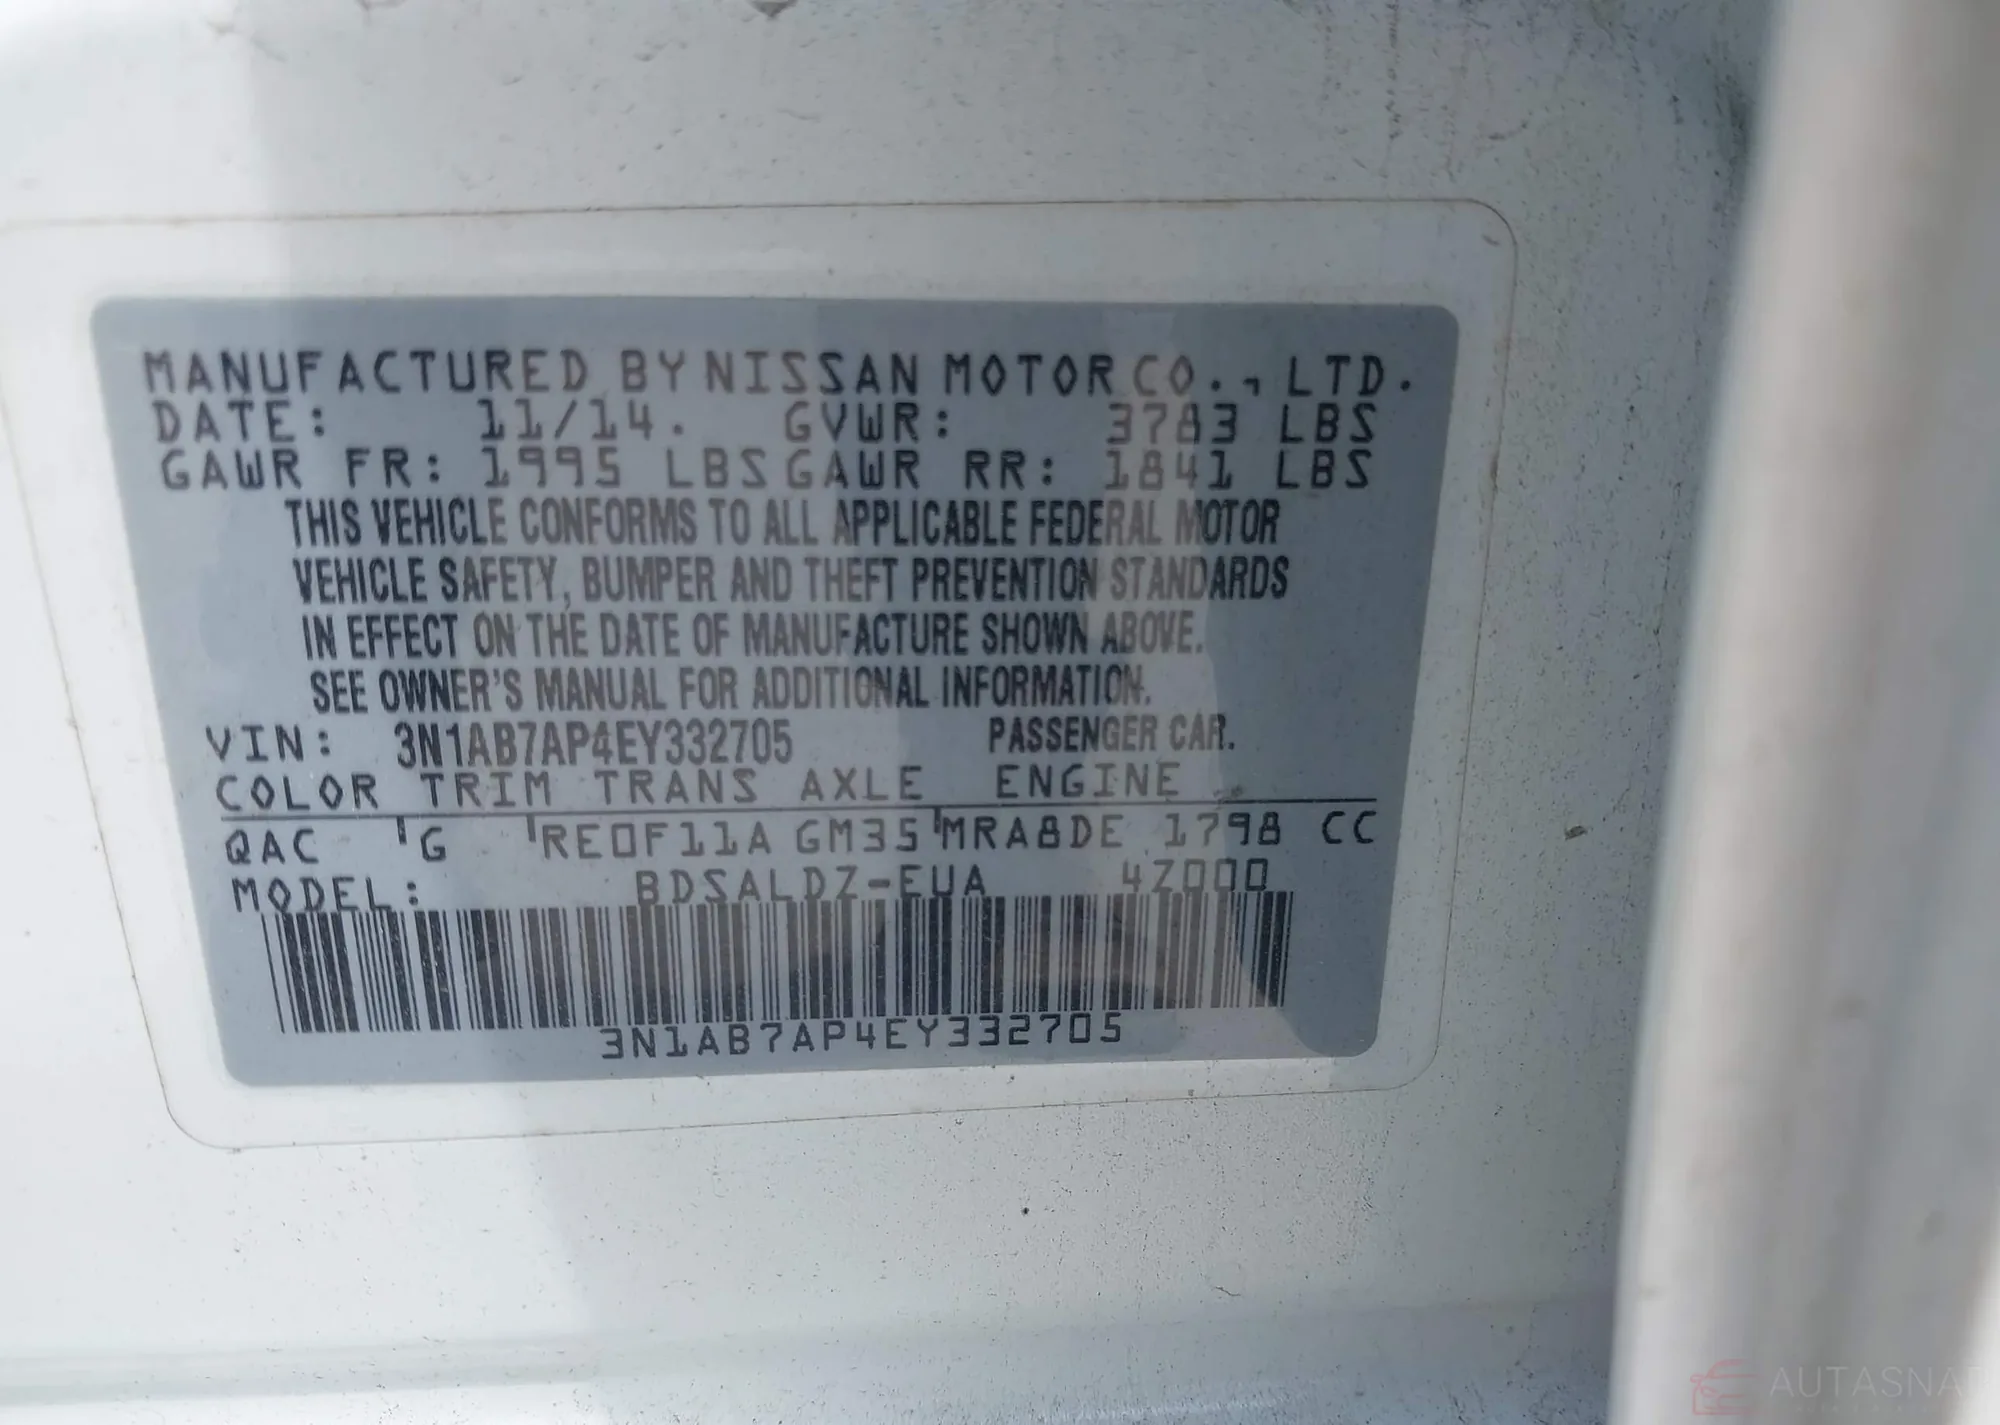 MANUFACTURED BY NISSAN MOTOR CO., LTD.
DATE: 11/14. GVWR: 3783 LBS
GAWR FR: 1995 LBS GAWR RR: 1841 LBS
THIS VEHICLE CONFORMS TO ALL APPLICABLE FEDERAL MOTOR
VEHICLE SAFETY, BUMPER AND THEFT PREVENTION STANDARDS
IN EFFECT ON THE DATE OF MANUFACTURE SHOWN ABOVE.
SEE OWNER'S MANUAL FOR ADDITIONAL INFORMATION.
VIN: 3N1AB7AP4EY332705 PASSENGER CAR.
COLOR TRIM TRANS AXLE ENGINE
QAC G RE0F11A GM35 MRA8DE 1798 CC
MODEL: BDSALDZ-EUA 4Z000
3N1AB7AP4EY332705
AUTASNAT